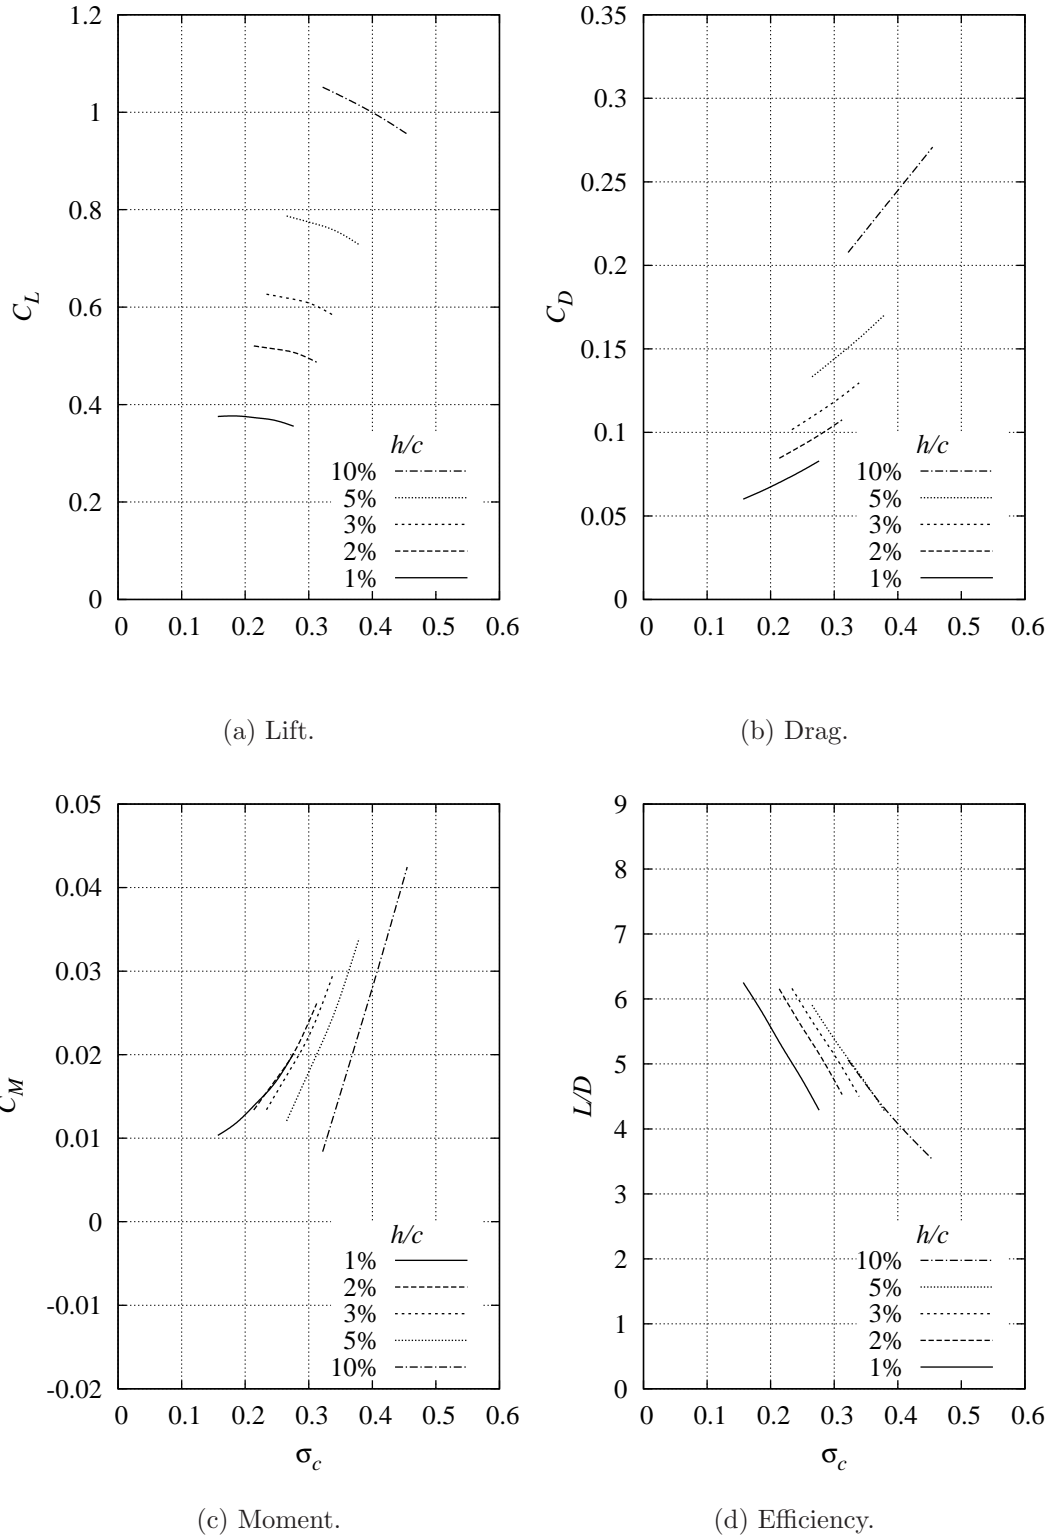 1.2
1
0.8
0.6
0.4
0.2
0
C_L
h/c
10%
5%
3%
2%
1%
0 0.1 0.2 0.3 0.4 0.5 0.6
(a) Lift.
0.35
0.3
0.25
0.2
0.15
0.1
0.05
0
C_D
h/c
10%
5%
3%
2%
1%
0 0.1 0.2 0.3 0.4 0.5 0.6
(b) Drag.
0.05
0.04
0.03
0.02
0.01
0
-0.01
-0.02
C_M
h/c
1%
2%
3%
5%
10%
0 0.1 0.2 0.3 0.4 0.5 0.6
σ_c
(c) Moment.
9
8
7
6
5
4
3
2
1
0
L/D
h/c
10%
5%
3%
2%
1%
0 0.1 0.2 0.3 0.4 0.5 0.6
σ_c
(d) Efficiency.